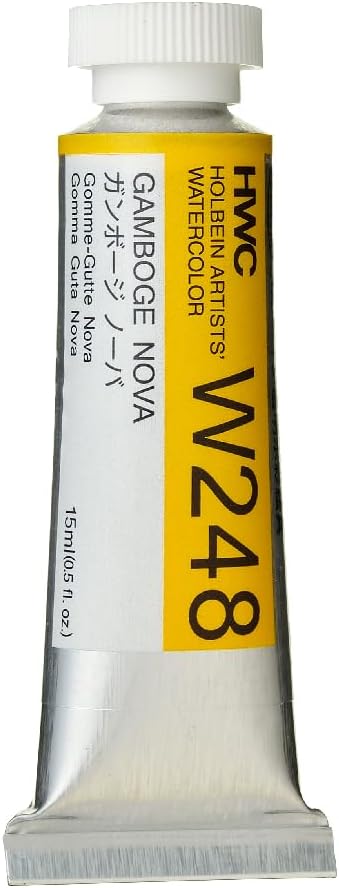 HWC
HOLBEIN ARTISTS'
WATERCOLOR
W248
GAMBOGE NOVA
ガンボージ ノーバ
Gomme-Gutte Nova
Gomma Guta Nova
15ml(0.5 fl. oz.)